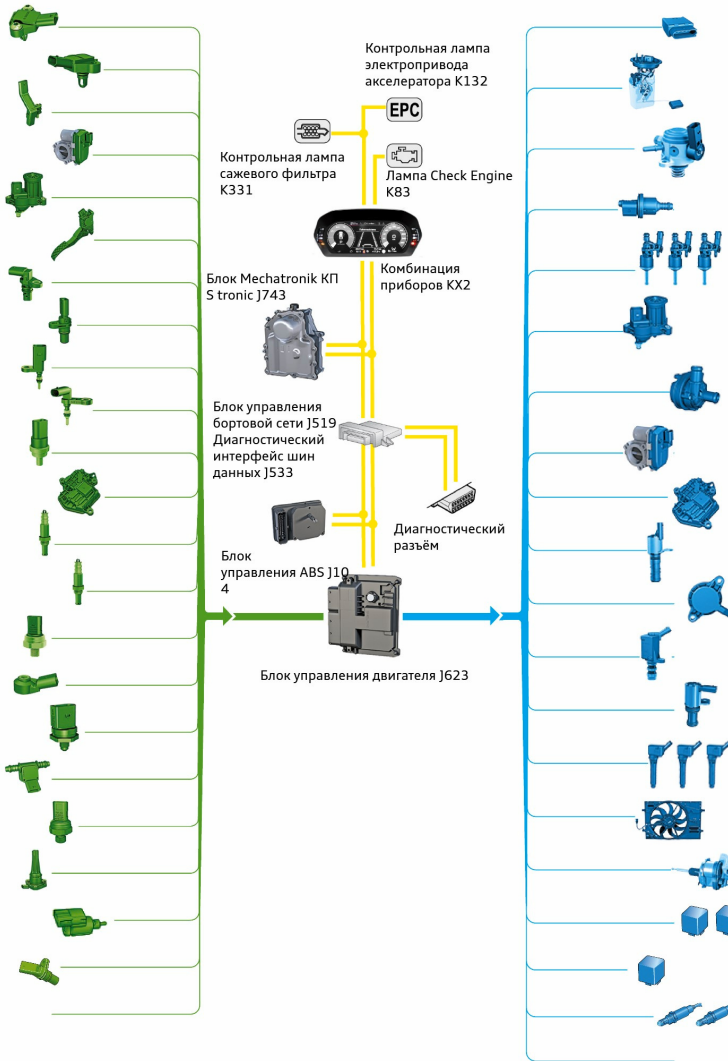 Контрольная лампа
электропривода
акселератора K132
EPC
Контрольная лампа
сажевого фильтра
K331
Лампа Check Engine
K83
Комбинация
приборов KX2
Блок Mechatronik КП
S tronic J743
Блок управления
бортовой сети J519
Диагностический
интерфейс шин
данных J533
Диагностический
разъём
Блок
управления ABS J10
4
Блок управления двигателя J623